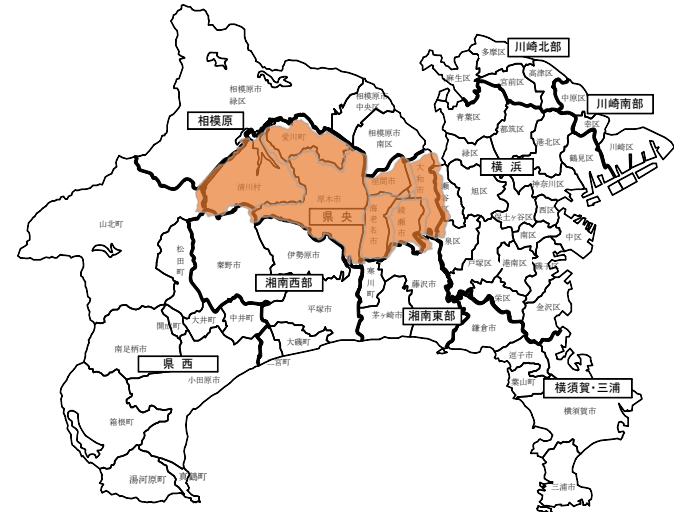 川崎北部
多摩区
麻生区
宮前区
高津区
中原区
川崎南部
幸区
川崎区
相模原市
緑区
相模原市
中央区
相模原
相模原市
南区
青葉区
都筑区
港北区
鶴見区
愛川町
緑区
横 浜
神奈川区
清川村
厚木市
座間市
大和市
瀬谷区
旭区
保土ヶ谷区
西区
県 央
海老名市
綾瀬市
泉区
南区
中区
山北町
松田町
秦野市
伊勢原市
戸塚区
港南区
磯子区
湘南西部
寒川町
藤沢市
栄区
金沢区
開成町
大井町
中井町
平塚市
茅ヶ崎市
湘南東部
鎌倉市
南足柄市
大磯町
二宮町
県 西
小田原市
逗子市
葉山町
横須賀・三浦
横須賀市
箱根町
湯河原町
真鶴町
三浦市